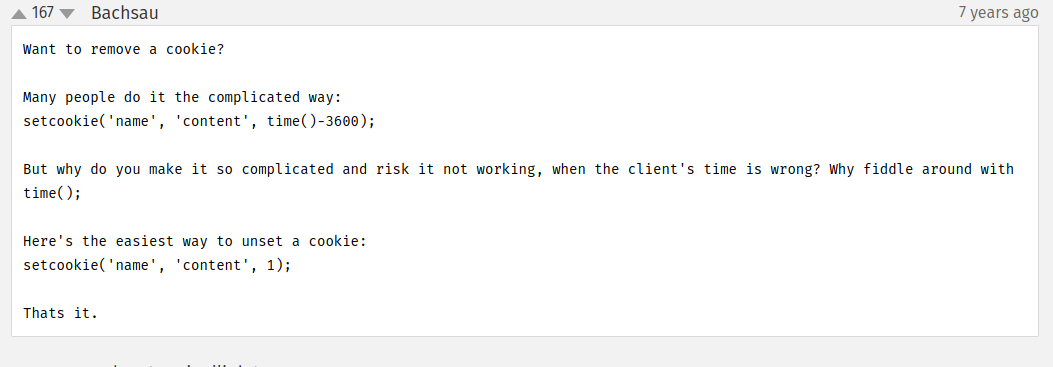 167 Bachsau 7 years ago
Want to remove a cookie?
Many people do it the complicated way:
setcookie('name', 'content', time()-3600);
But why do you make it so complicated and risk it not working, when the client's time is wrong? Why fiddle around with
time();
Here's the easiest way to unset a cookie:
setcookie('name', 'content', 1);
Thats it.